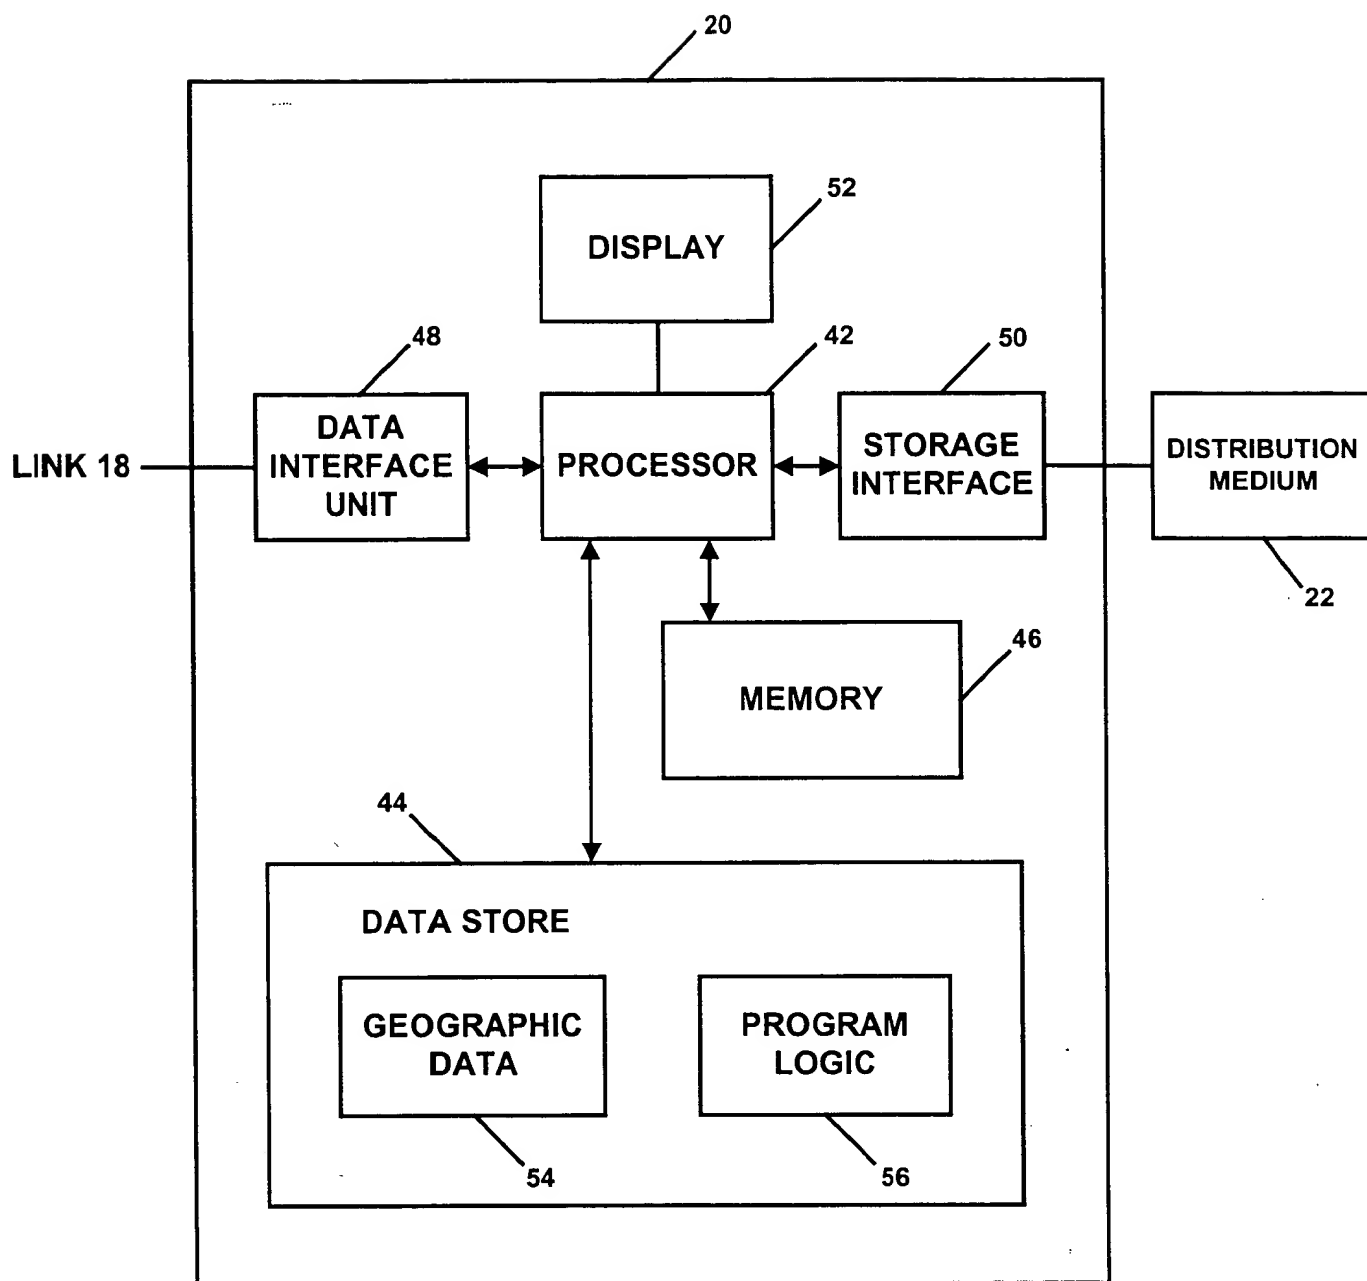 20
52
DISPLAY
48
42
50
DATA
INTERFACE
UNIT
LINK 18
PROCESSOR
STORAGE
INTERFACE
DISTRIBUTION
MEDIUM
22
46
MEMORY
44
DATA STORE
GEOGRAPHIC
DATA
PROGRAM
LOGIC
54
56